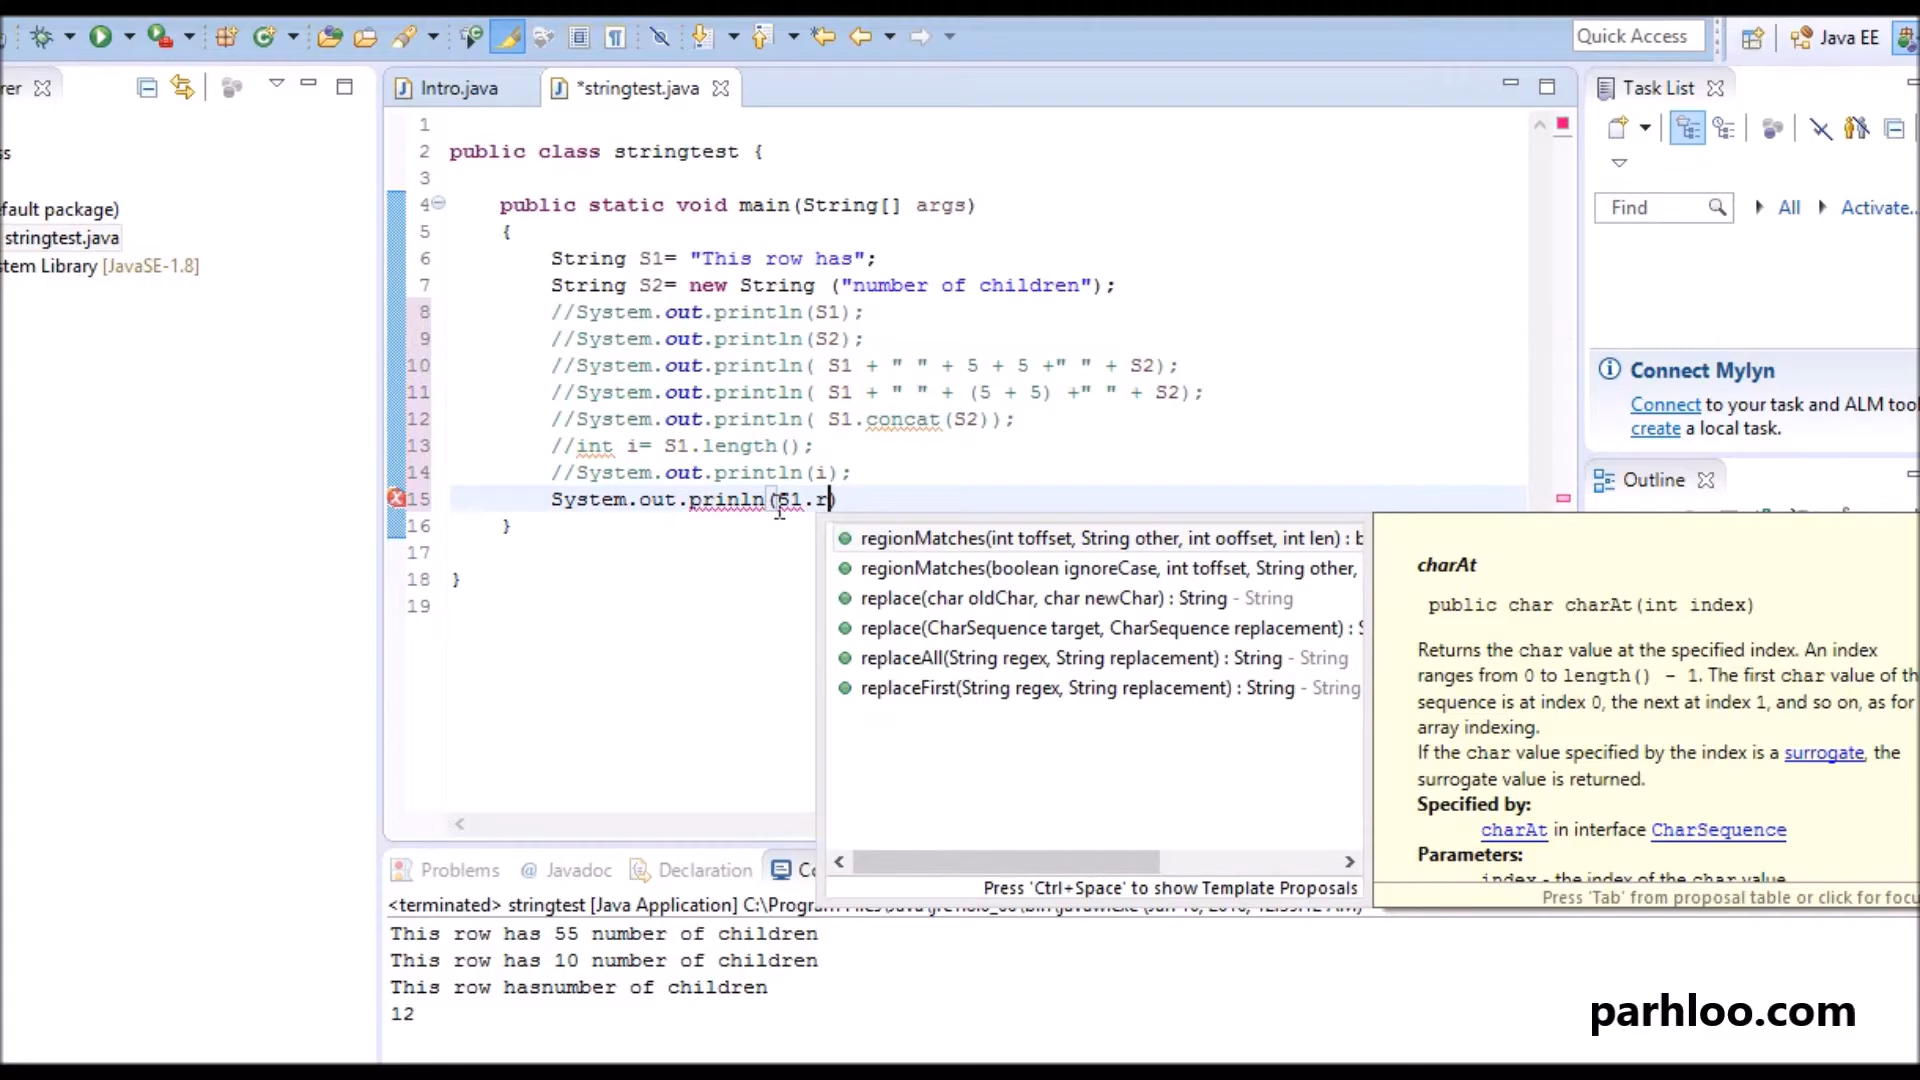 Quick Access
Java EE
rer
Intro.java
*stringtest.java
Task List
1
2 public class stringtest {
3
4 public static void main(String[] args)
5 {
6 String S1= "This row has";
7 String S2= new String ("number of children");
8 //System.out.println(S1);
9 //System.out.println(S2);
10 //System.out.println( S1 + " " + 5 + 5 +" " + S2);
11 //System.out.println( S1 + " " + (5 + 5) +" " + S2);
12 //System.out.println( S1.concat(S2));
13 //int i= S1.length();
14 //System.out.println(i);
15 System.out.prinln(S1.r)
16 }
17
18 }
19
s
fault package)
stringtest.java
tem Library [JavaSE-1.8]
Find
All
Activate..
Connect Mylyn
Connect to your task and ALM tool
create a local task.
Outline
regionMatches(int toffset, String other, int ooffset, int len) : b
regionMatches(boolean ignoreCase, int toffset, String other,
replace(char oldChar, char newChar) : String - String
replace(CharSequence target, CharSequence replacement) : S
replaceAll(String regex, String replacement) : String - String
replaceFirst(String regex, String replacement) : String - String
Press 'Ctrl+Space' to show Template Proposals
charAt
public char charAt(int index)
Returns the char value at the specified index. An index
ranges from 0 to length() - 1. The first char value of th
sequence is at index 0, the next at index 1, and so on, as for
array indexing.
If the char value specified by the index is a surrogate, the
surrogate value is returned.
Specified by:
charAt in interface CharSequence
Parameters:
index - the index of the char value
Press 'Tab' from proposal table or click for focu
Problems
@ Javadoc
Declaration
Co
<terminated> stringtest [Java Application] C:\Program Files\Java\
This row has 55 number of children
This row has 10 number of children
This row hasnumber of children
12
parhloo.com